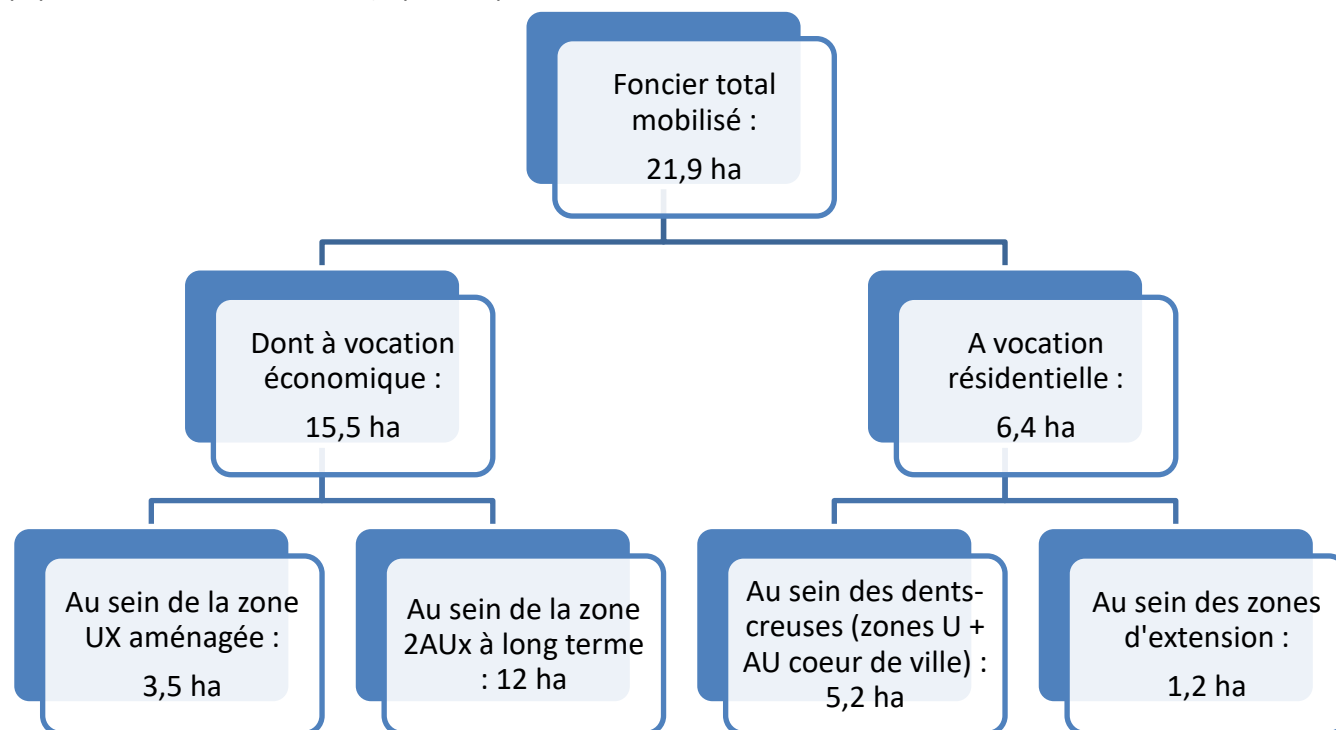 Foncier total
mobilisé :
21,9 ha
Dont à vocation
économique :
15,5 ha
A vocation
résidentielle :
6,4 ha
Au sein de la zone
UX aménagée :
3,5 ha
Au sein de la zone
2AUx à long terme
: 12 ha
Au sein des dents-
creuses (zones U +
AU coeur de ville) :
5,2 ha
Au sein des zones
d'extension :
1,2 ha